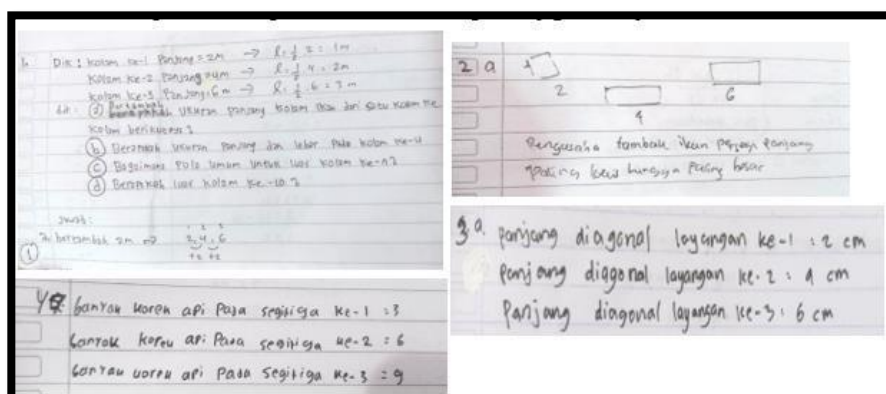 Dik : kolam ke-1 Panjang = 2m → l = 1/2 . 2 = 1m
kolam ke-2 Panjang = 4m → l = 1/2 . 4 = 2m
kolam ke-3 Panjang = 6m → l = 1/2 . 6 = 3m
dit : (a) ukuran panjang kolam ikan dari satu kolam ke
kolam berikutnya ?
(b) Berapakah ukuran panjang dan lebar Pada kolam ke-4
(c) Bagaimana Pola umum untuk luas kolam ke-n ?
(d) Berapakah luas kolam ke-10 ?
Jwab :
1 2 3
a. bertambah 2m → 2, 4, 6
(1) +2 +2
2 a 1
2
4
6
Pengusaha tambak ikan panjang
paling kecil hingga Paling besar
3 a. panjang diagonal layangan ke-1 : 2 cm
Panjang diagonal layangan ke-2 : 4 cm
Panjang diagonal layangan ke-3 : 6 cm
4 banyak korek api Pada segitiga ke-1 : 3
banyak korek api Pada segitiga ke-2 = 6
banyak korek api Pada segitiga ke-3 = 9